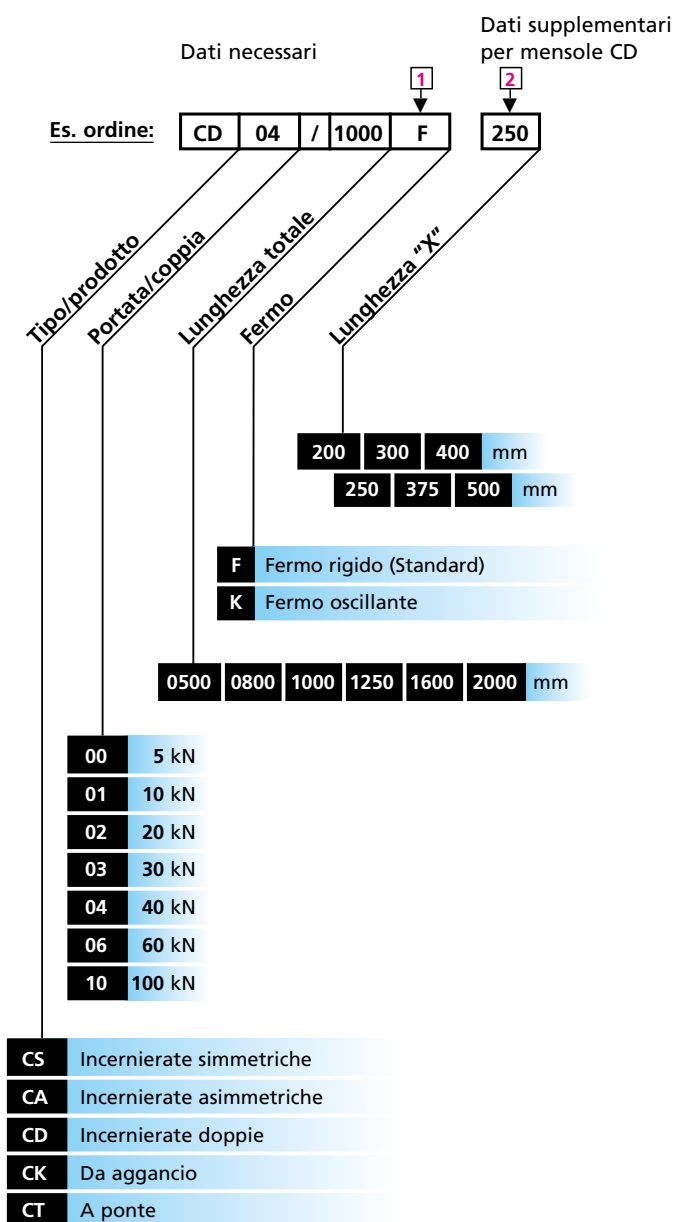 Dati supplementari
Dati necessari per mensole CD
1 2
Es. ordine: CD 04 / 1000 F 250
Tipo/prodotto
Portata/coppia
Lunghezza totale
Fermo
Lunghezza "X"
200 300 400 mm
250 375 500 mm
F Fermo rigido (Standard)
K Fermo oscillante
0500 0800 1000 1250 1600 2000 mm
00 5 kN
01 10 kN
02 20 kN
03 30 kN
04 40 kN
06 60 kN
10 100 kN
CS Incernierate simmetriche
CA Incernierate asimmetriche
CD Incernierate doppie
CK Da aggancio
CT A ponte